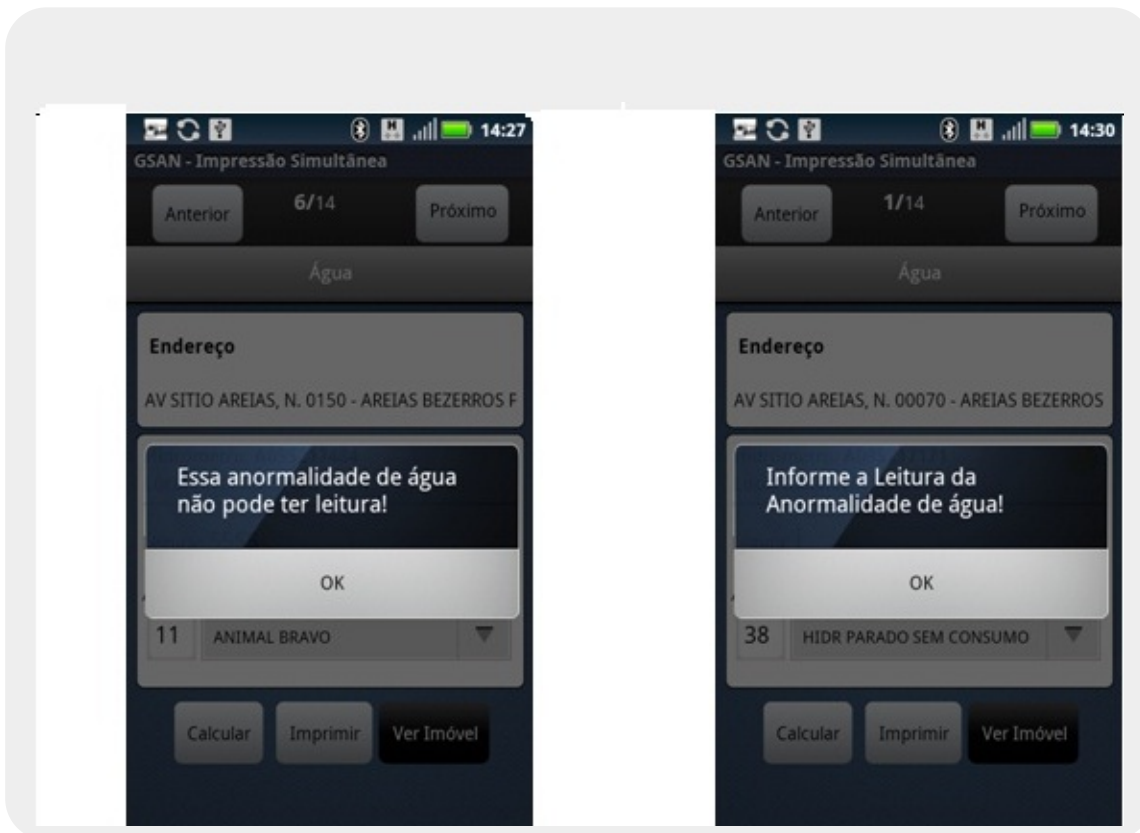 14:27
GSAN - Impressão Simultânea
Anterior 6/14 Próximo
Água
Endereço
AV SITIO AREIAS, N. 0150 - AREIAS BEZERROS F
Essa anormalidade de água
não pode ter leitura!
OK
11 ANIMAL BRAVO
Calcular Imprimir Ver Imóvel
14:30
GSAN - Impressão Simultânea
Anterior 1/14 Próximo
Água
Endereço
AV SITIO AREIAS, N. 00070 - AREIAS BEZERROS
Informe a Leitura da
Anormalidade de água!
OK
38 HIDR PARADO SEM CONSUMO
Calcular Imprimir Ver Imóvel